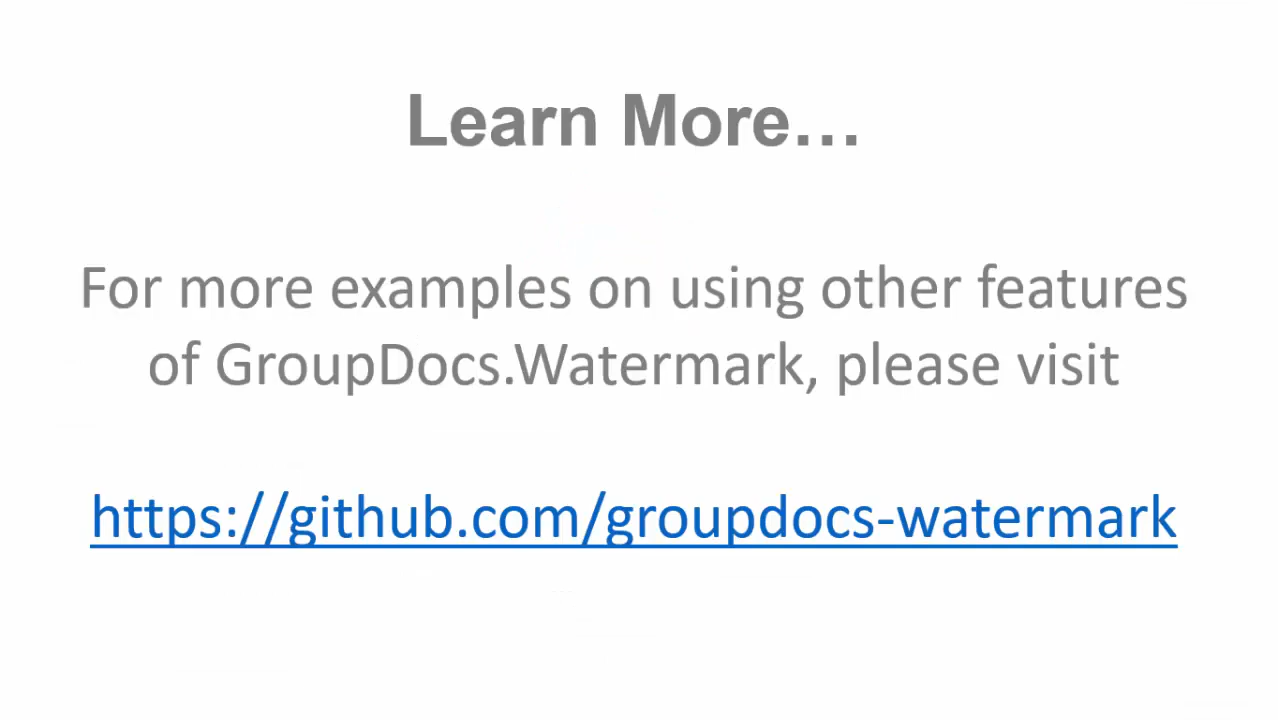 Learn More…
For more examples on using other features
of GroupDocs.Watermark, please visit
https://github.com/groupdocs-watermark